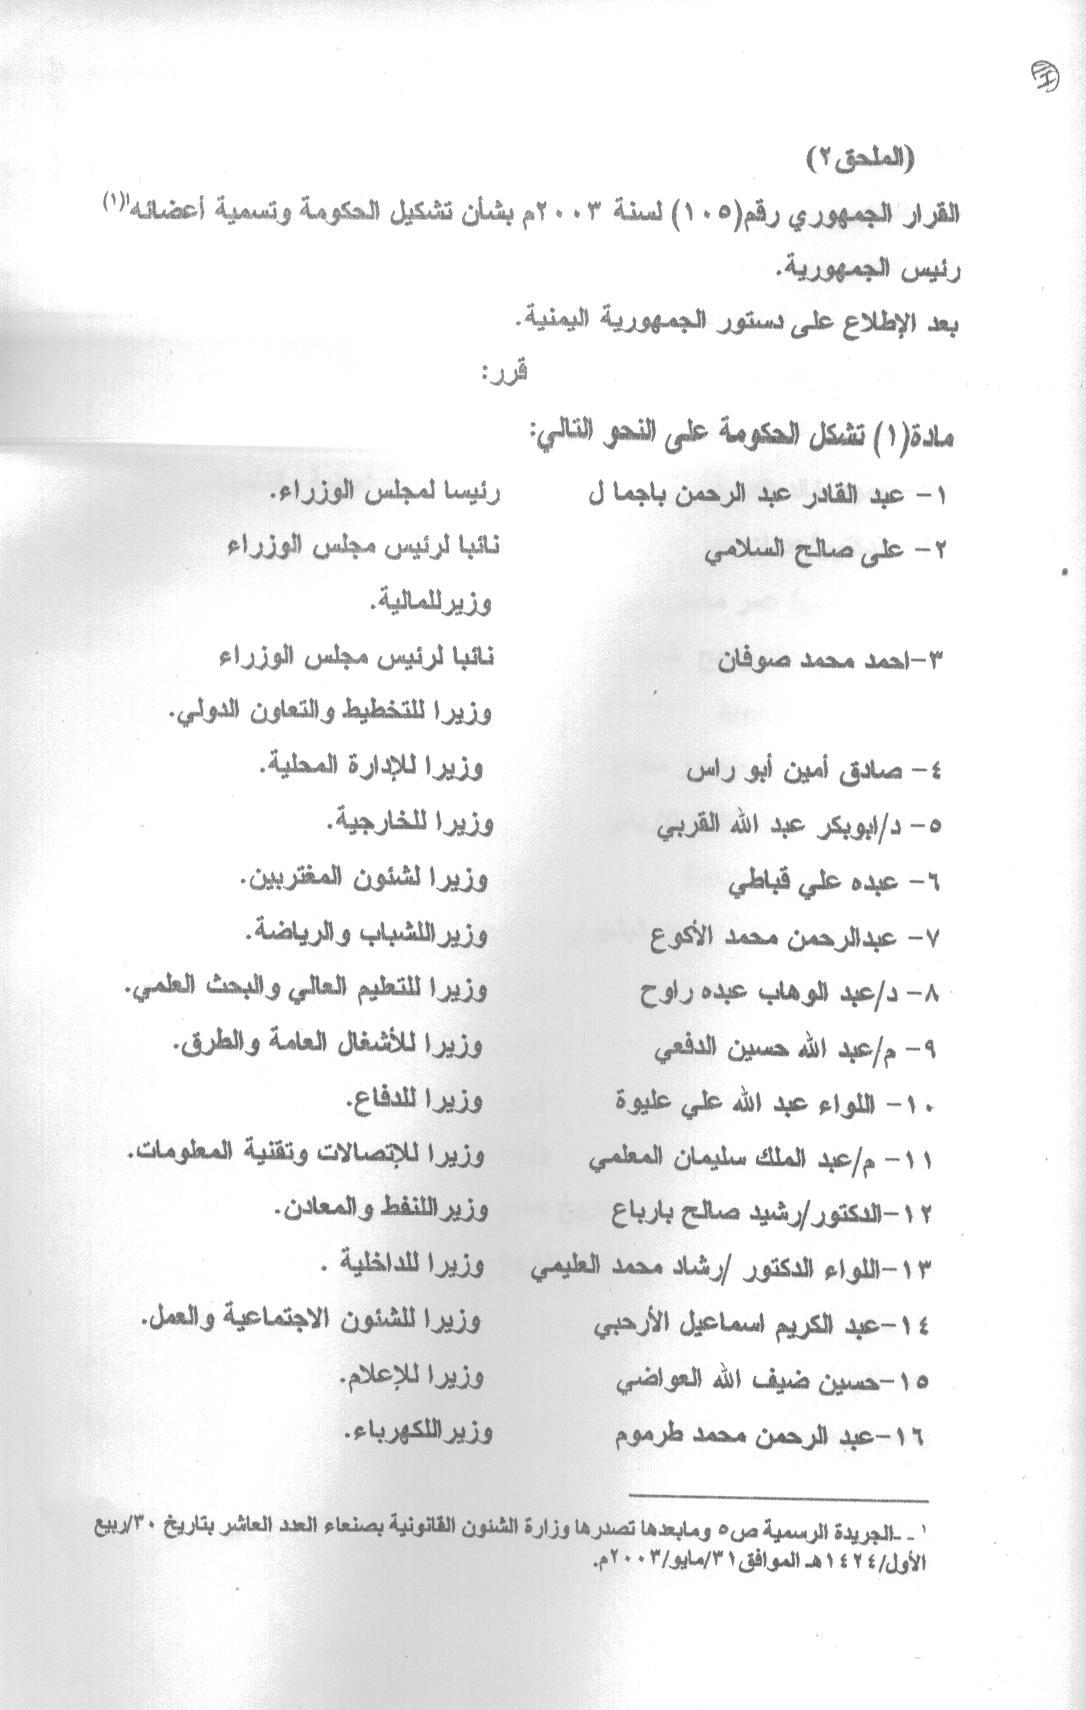 (الملحق٢)
القرار الجمهوري رقم(١٠٥) لسنة ٢٠٠٣م بشأن تشكيل الحكومة وتسمية أعضائه١(١)
رئيس الجمهورية.
بعد الإطلاع على دستور الجمهورية اليمنية.
قرر:
مادة(١) تشكل الحكومة على النحو التالي:
١- عبد القادر عبد الرحمن باجما ل رئيسا لمجلس الوزراء.
٢- على صالح السلامي نائبا لرئيس مجلس الوزراء
وزيرللمالية.
٣-احمد محمد صوفان نائبا لرئيس مجلس الوزراء
وزيرا للتخطيط والتعاون الدولي.
٤- صادق أمين أبو راس وزيرا للإدارة المحلية.
٥- د/ابوبكر عبد الله القربي وزيرا للخارجية.
٦- عبده علي قباطي وزيرا لشئون المغتربين.
٧- عبدالرحمن محمد الأكوع وزيراللشباب والرياضة.
٨- د/عبد الوهاب عبده راوح وزيرا للتعليم العالي والبحث العلمي.
٩- م/عبد الله حسين الدفعي وزيرا للأشغال العامة والطرق.
١٠- اللواء عبد الله علي عليوة وزيرا للدفاع.
١١- م/عبد الملك سليمان المعلمي وزيرا للإتصالات وتقنية المعلومات.
١٢-الدكتور/رشيد صالح بارباع وزيراللنفط والمعادن.
١٣-اللواء الدكتور /رشاد محمد العليمي وزيرا للداخلية .
١٤-عبد الكريم اسماعيل الأرحبي وزيرا للشئون الاجتماعية والعمل.
١٥-حسين ضيف الله العواضي وزيرا للإعلام.
١٦-عبد الرحمن محمد طرموم وزيراللكهرباء.
١ - -الجريدة الرسمية ص٥ ومابعدها تصدرها وزارة الشئون القانونية بصنعاء العدد العاشر بتاريخ ٣٠/ربيع
الأول/١٤٢٤هـ الموافق٣١/مايو/٢٠٠٣م.